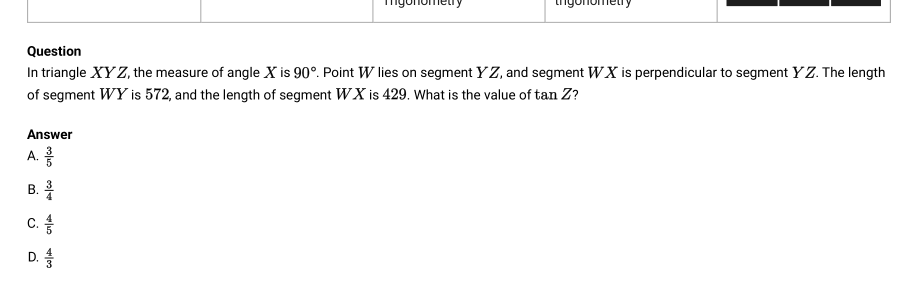 Trigonometry trigonometry
Question
In triangle XYZ, the measure of angle X is 90°. Point W lies on segment YZ, and segment WX is perpendicular to segment YZ. The length
of segment WY is 572, and the length of segment WX is 429. What is the value of tan Z?
Answer
A. 3/5
B. 3/4
C. 4/5
D. 4/3